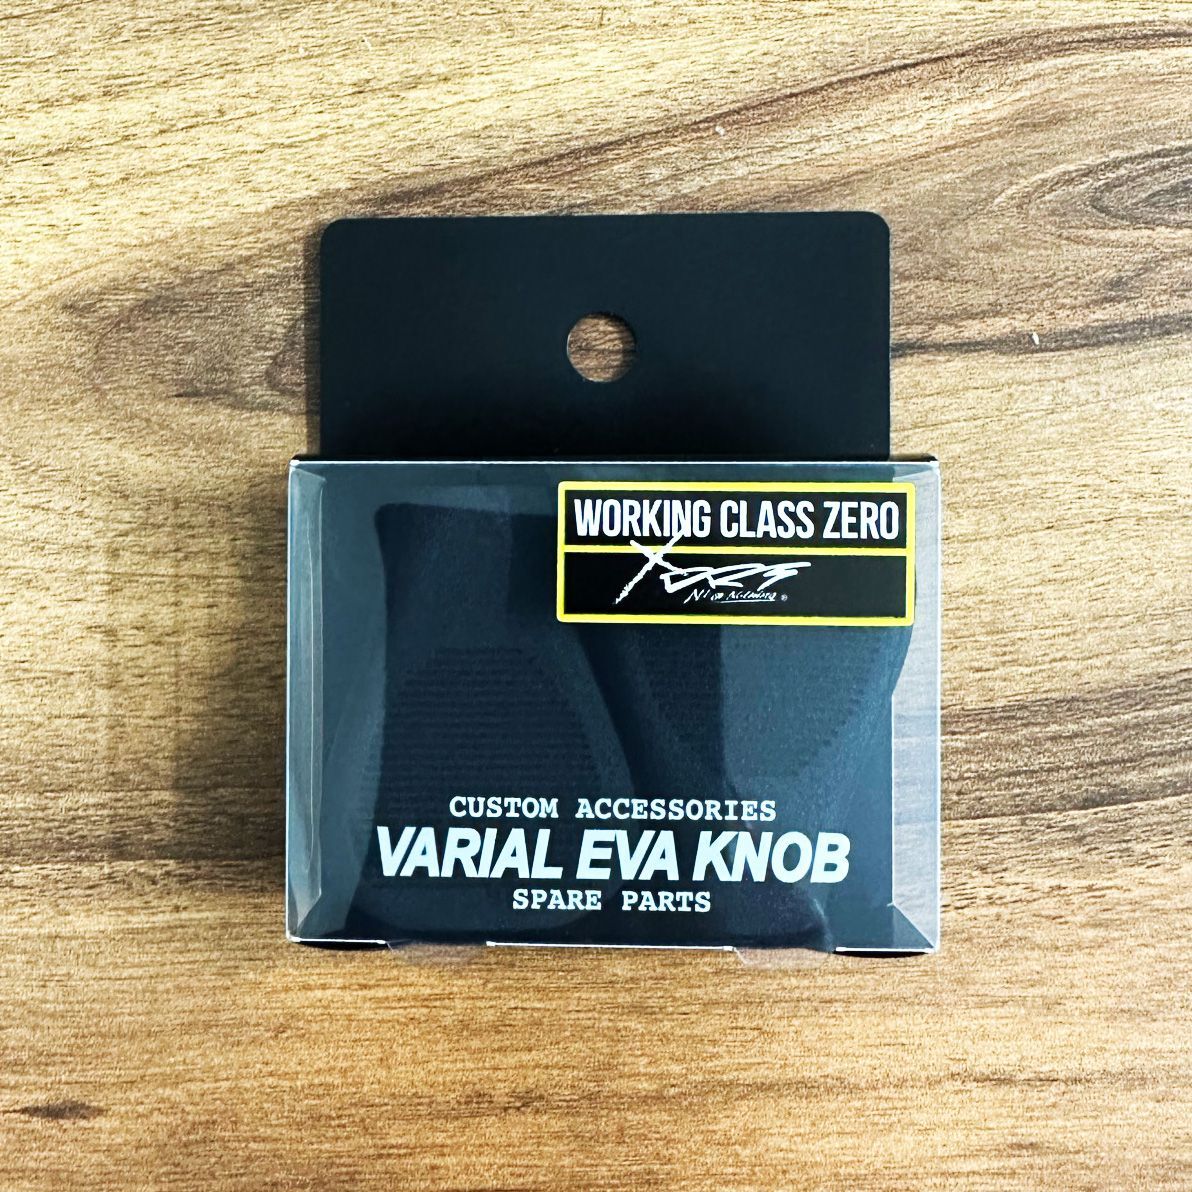 WORKING CLASS ZERO
CUSTOM ACCESSORIES
VARIAL EVA KNOB
SPARE PARTS